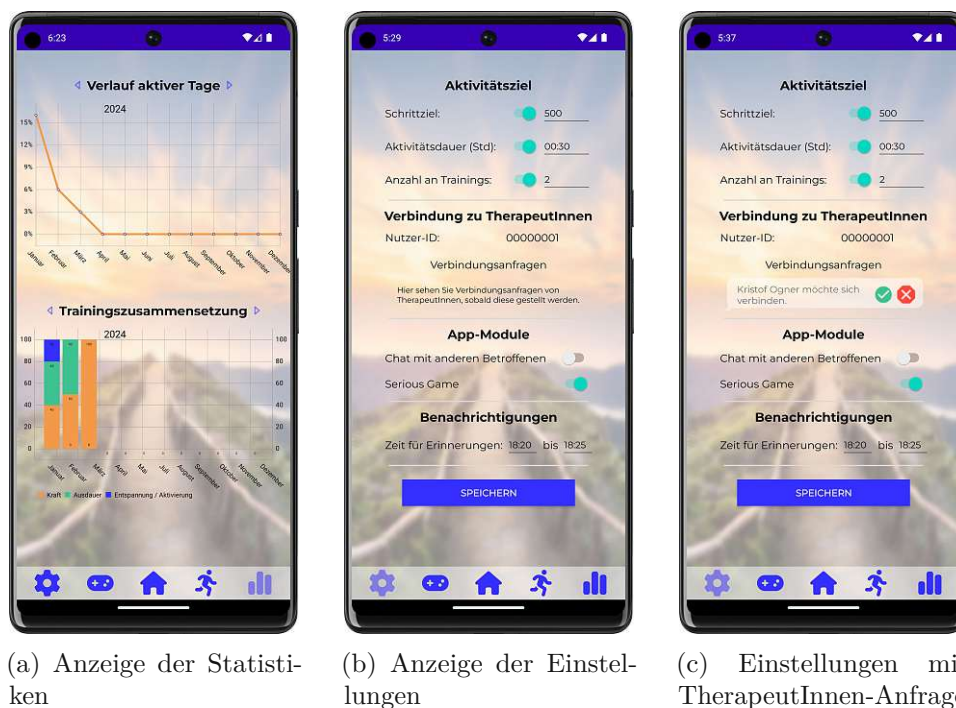 6:23
Verlauf aktiver Tage
2024
15%
12%
9%
6%
3%
0%
Januar
Februar
März
April
Mai
Juni
Juli
August
September
Oktober
November
Dezember
Trainingszusammensetzung
2024
100
80
60
40
20
0
100
80
60
40
20
0
Januar
Februar
März
April
Mai
Juni
Juli
August
September
Oktober
November
Dezember
Kraft Ausdauer Entspannung / Aktivierung
(a) Anzeige der Statisti-
ken
5:29
Aktivitätsziel
Schrittziel: 500
Aktivitätsdauer (Std): 00:30
Anzahl an Trainings: 2
Verbindung zu TherapeutInnen
Nutzer-ID: 00000001
Verbindungsanfragen
Hier sehen Sie Verbindungsanfragen von
TherapeutInnen, sobald diese gestellt werden.
App-Module
Chat mit anderen Betroffenen
Serious Game
Benachrichtigungen
Zeit für Erinnerungen: 18:20 bis 18:25
SPEICHERN
(b) Anzeige der Einstel-
lungen
5:37
Aktivitätsziel
Schrittziel: 500
Aktivitätsdauer (Std): 00:30
Anzahl an Trainings: 2
Verbindung zu TherapeutInnen
Nutzer-ID: 00000001
Verbindungsanfragen
Kristof Ogner möchte sich
verbinden.
App-Module
Chat mit anderen Betroffenen
Serious Game
Benachrichtigungen
Zeit für Erinnerungen: 18:20 bis 18:25
SPEICHERN
(c) Einstellungen mi
TherapeutInnen-Anfrage